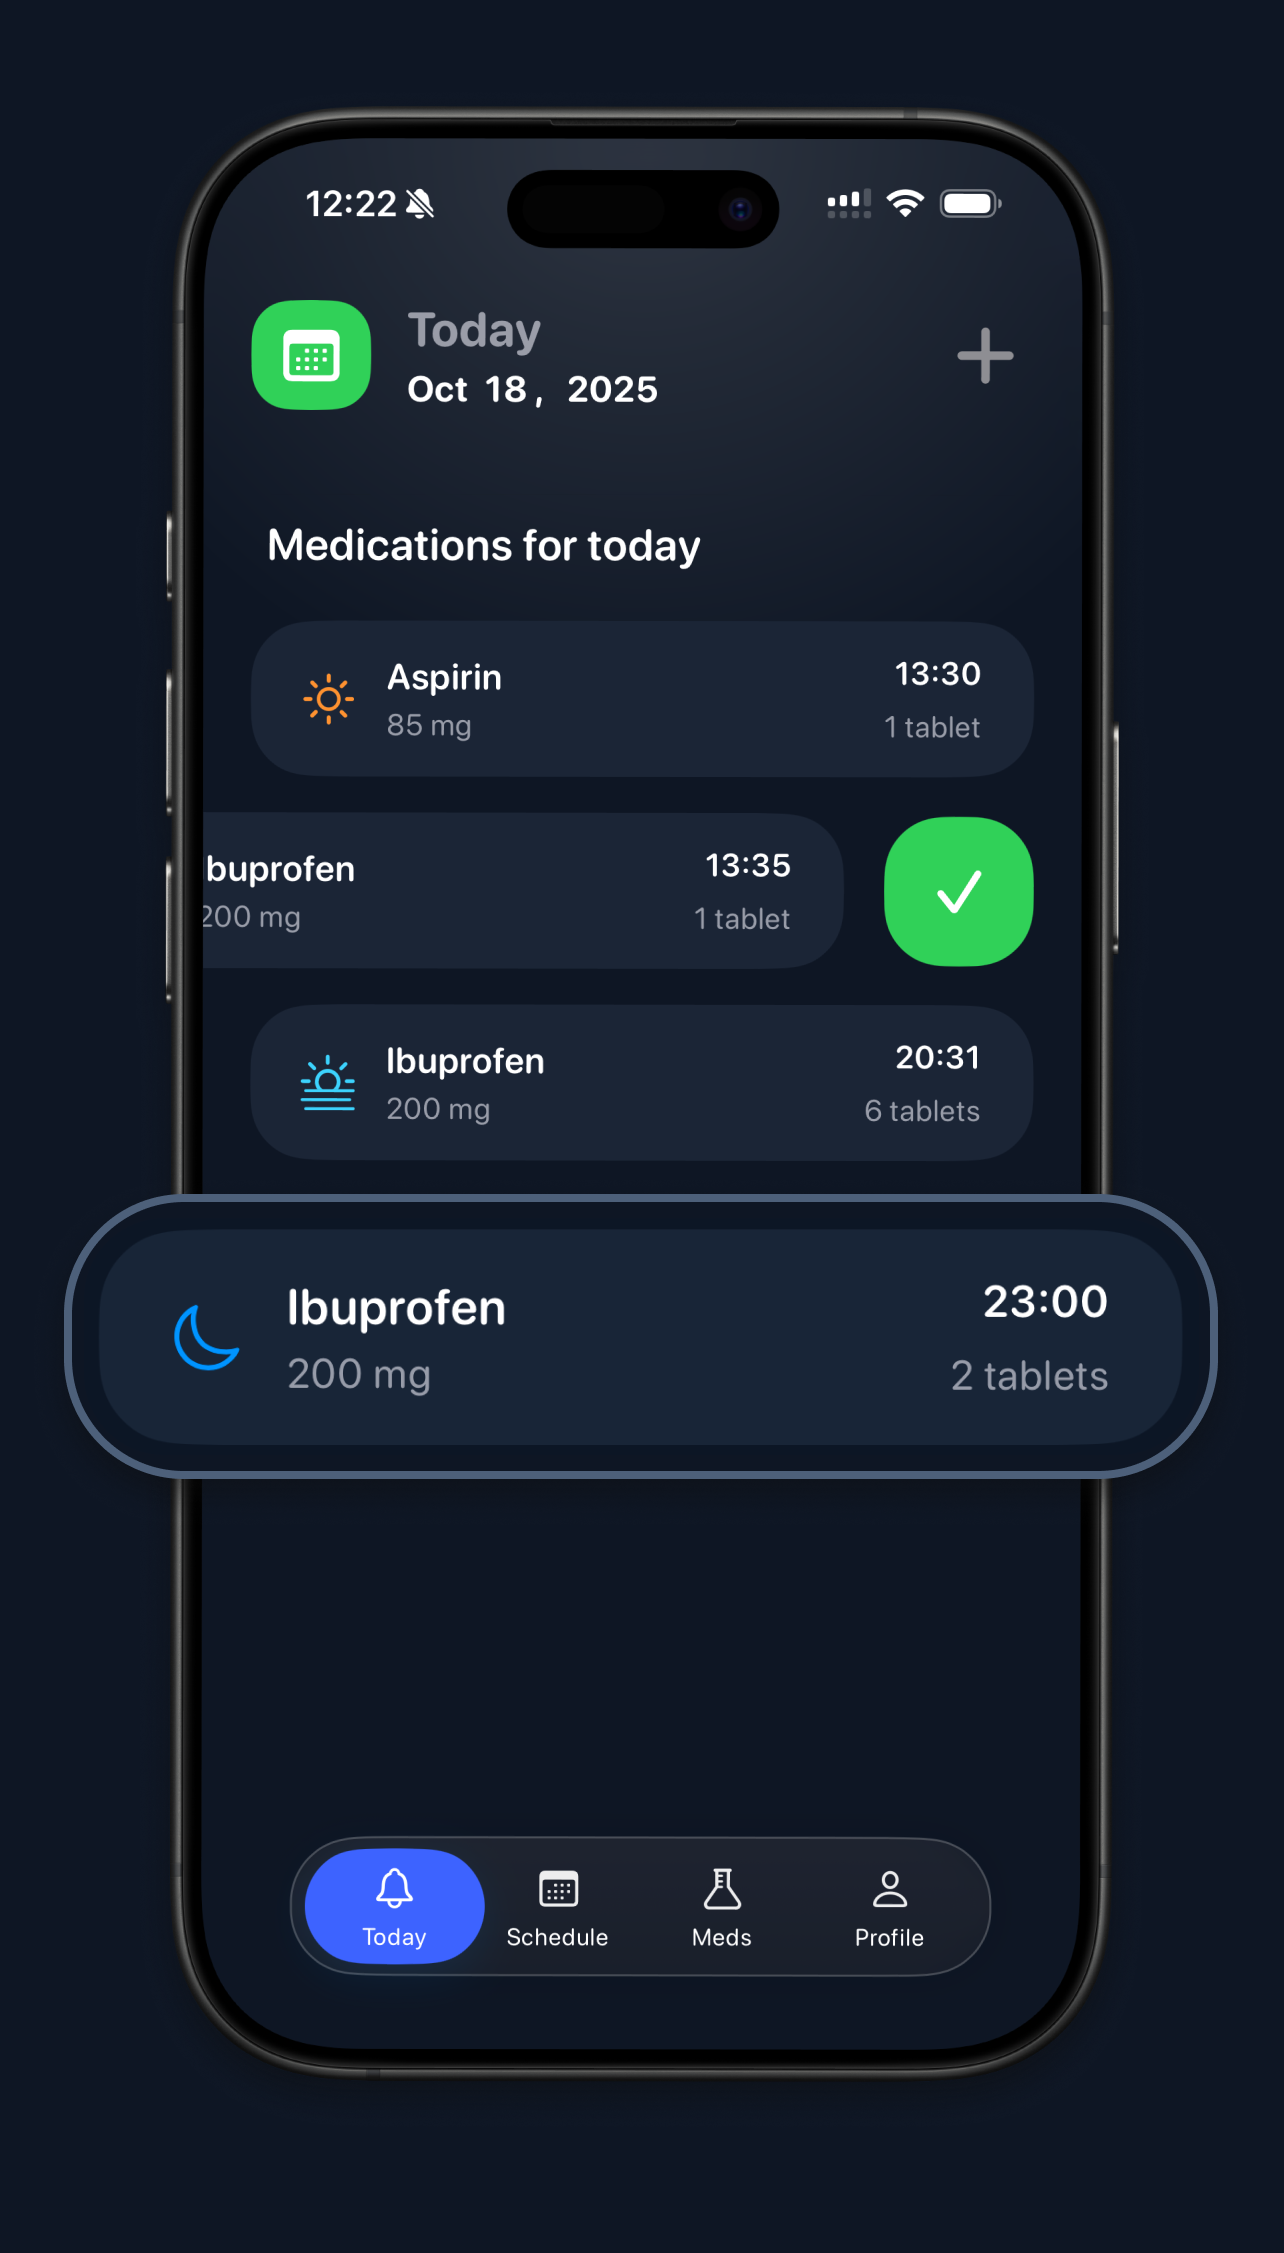 12:22
Today
Oct 18, 2025
Medications for today
Aspirin 13:30
85 mg 1 tablet
buprofen 13:35
200 mg 1 tablet
Ibuprofen 20:31
200 mg 6 tablets
Ibuprofen 23:00
200 mg 2 tablets
Today Schedule Meds Profile